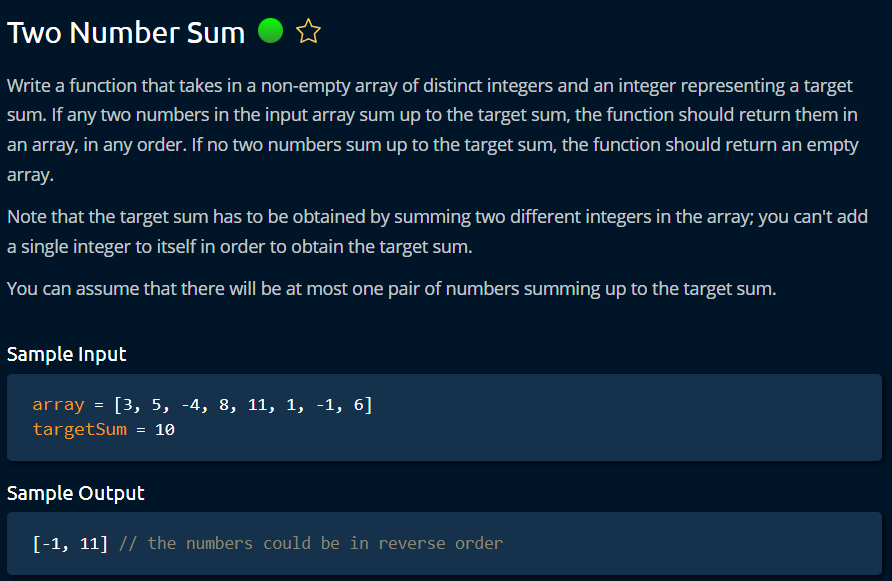 Two Number Sum
Write a function that takes in a non-empty array of distinct integers and an integer representing a target
sum. If any two numbers in the input array sum up to the target sum, the function should return them in
an array, in any order. If no two numbers sum up to the target sum, the function should return an empty
array.
Note that the target sum has to be obtained by summing two different integers in the array; you can't add
a single integer to itself in order to obtain the target sum.
You can assume that there will be at most one pair of numbers summing up to the target sum.
Sample Input
array = [3, 5, -4, 8, 11, 1, -1, 6]
targetSum = 10
Sample Output
[-1, 11] // the numbers could be in reverse order